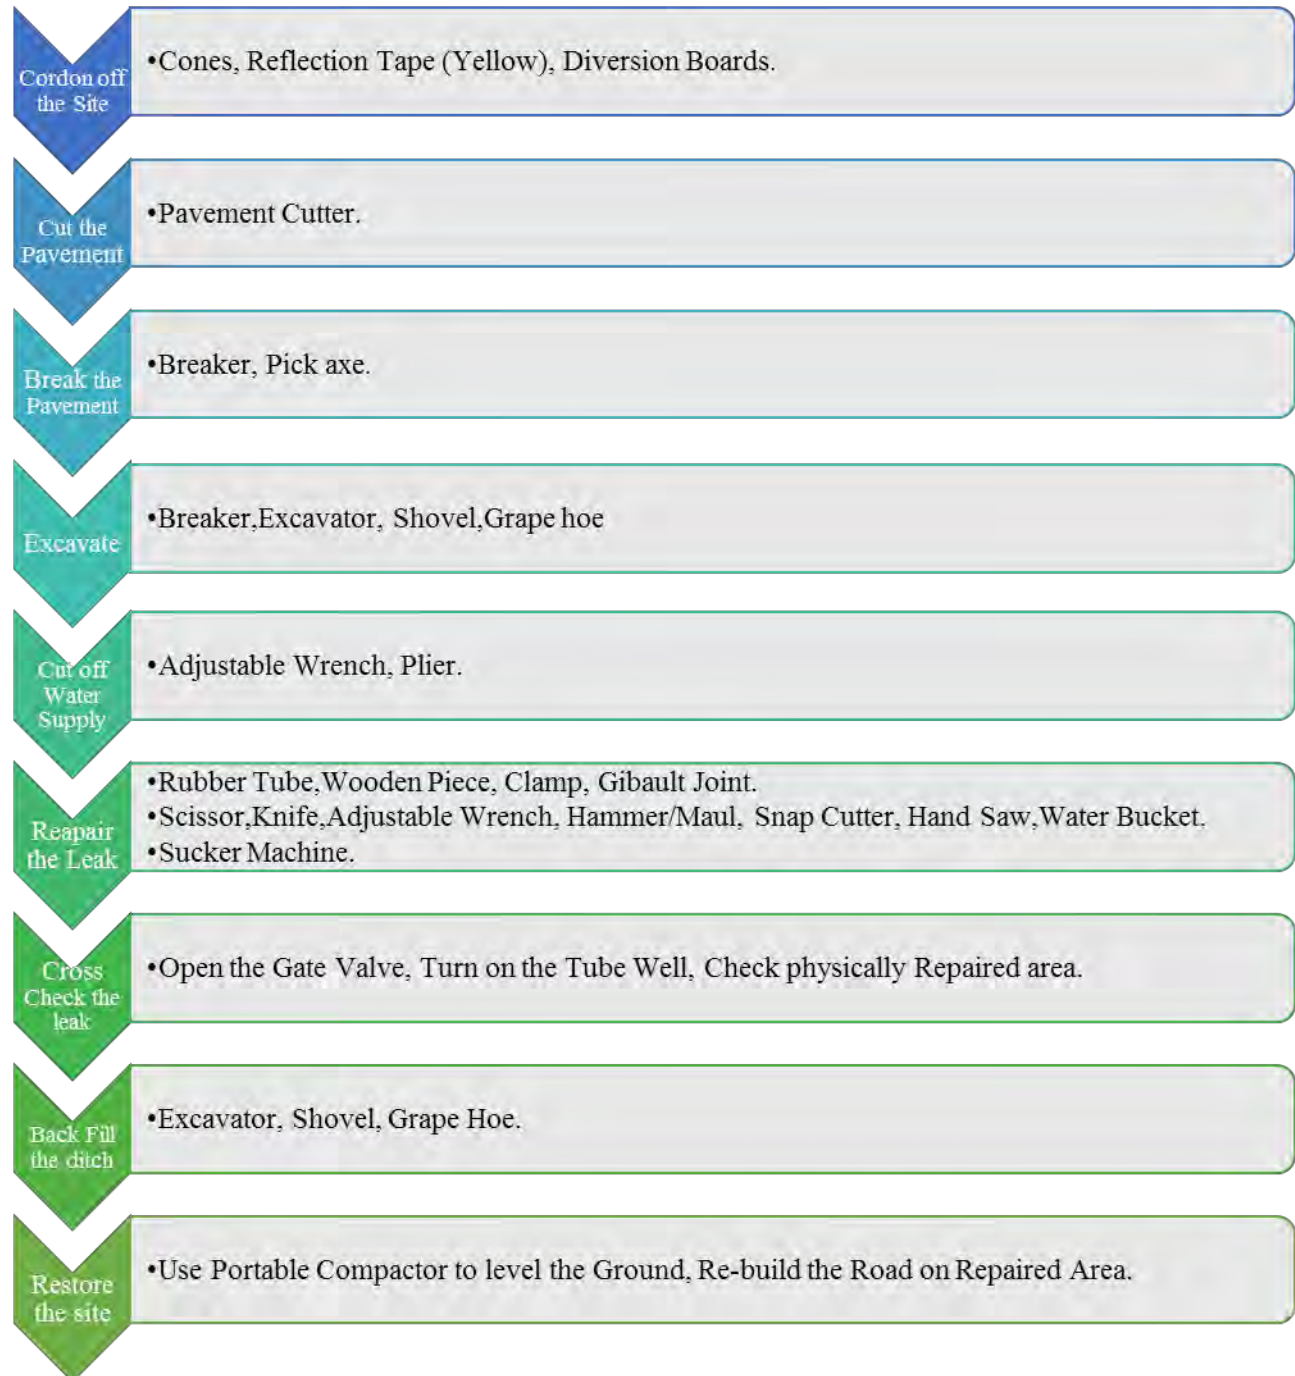 Cordon off
the Site
•Cones, Reflection Tape (Yellow), Diversion Boards.
Cut the
Pavement
•Pavement Cutter.
Break the
Pavement
•Breaker, Pick axe.
Excavate
•Breaker,Excavator, Shovel,Grape hoe
Cut off
Water
Supply
•Adjustable Wrench, Plier.
Reapair
the Leak
•Rubber Tube,Wooden Piece, Clamp, Gibault Joint.
•Scissor,Knife,Adjustable Wrench, Hammer/Maul, Snap Cutter, Hand Saw,Water Bucket.
•Sucker Machine.
Cross
Check the
leak
•Open the Gate Valve, Turn on the Tube Well, Check physically Repaired area.
Back Fill
the ditch
•Excavator, Shovel, Grape Hoe.
Restore
the site
•Use Portable Compactor to level the Ground, Re-build the Road on Repaired Area.